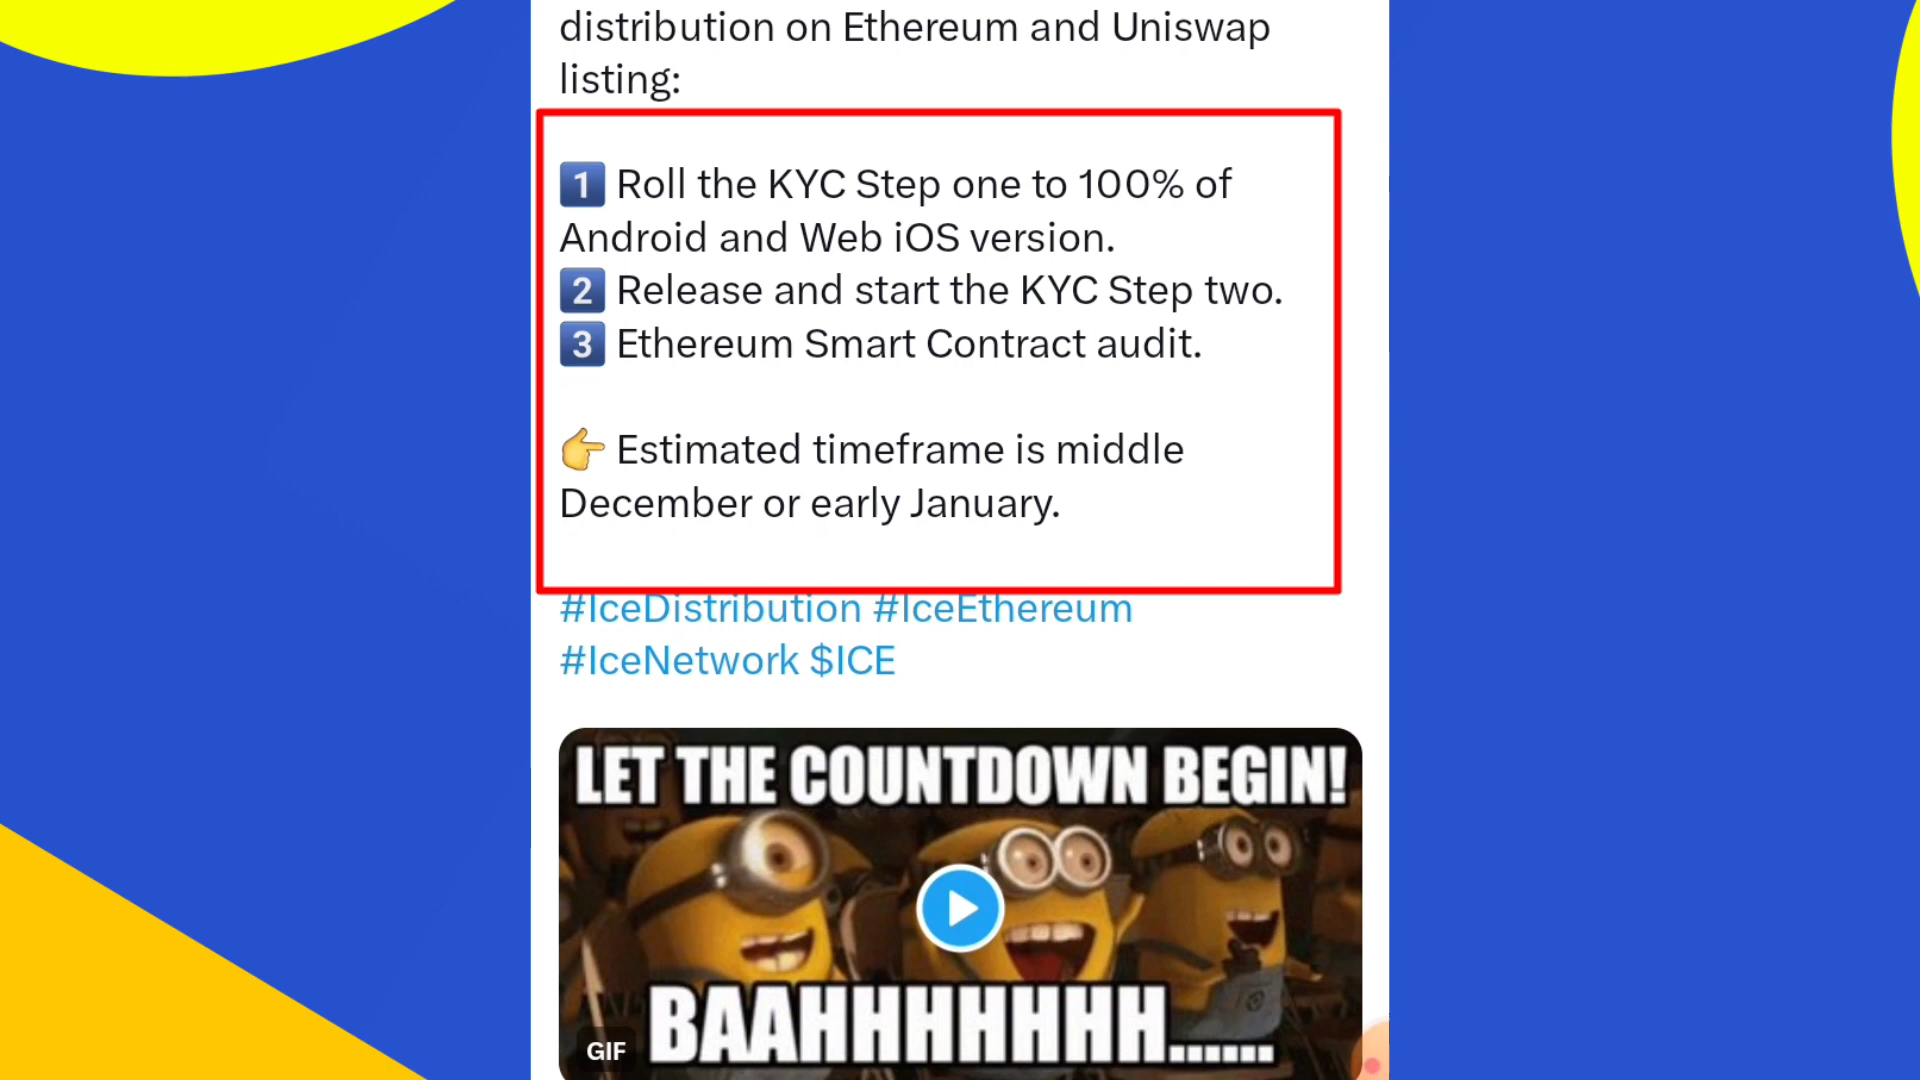 distribution on Ethereum and Uniswap
listing:
1️⃣ Roll the KYC Step one to 100% of
Android and Web iOS version.
2️⃣ Release and start the KYC Step two.
3️⃣ Ethereum Smart Contract audit.
👉 Estimated timeframe is middle
December or early January.
#IceDistribution #IceEthereum
#IceNetwork $ICE
LET THE COUNTDOWN BEGIN!
BAAHHHHHHHH......
GIF